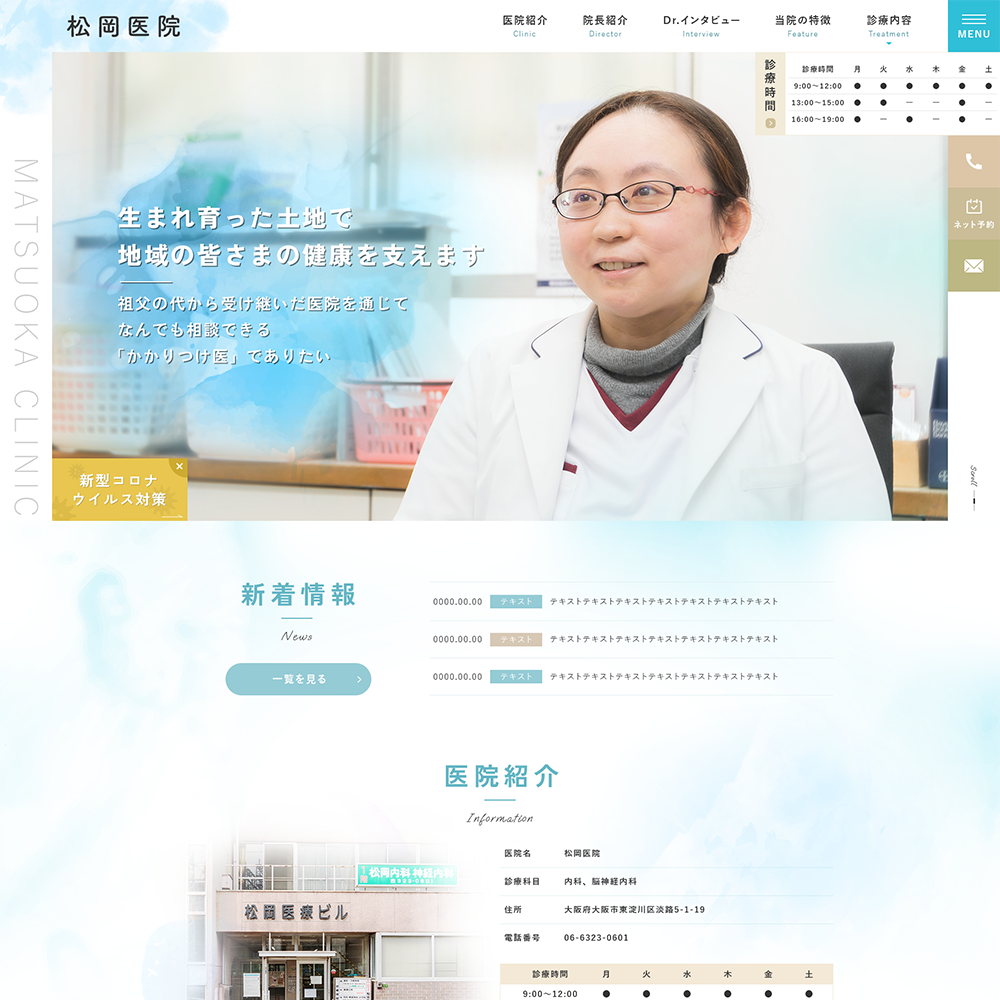 松岡医院
医院紹介
Clinic
院長紹介
Director
Dr.インタビュー
Interview
当院の特徴
Feature
診療内容
Treatment
MENU
診療時間
診療時間 月 火 水 木 金 土
9:00〜12:00 ● ● ● ● ● ●
13:00〜15:00 ● ● － － ● －
16:00〜19:00 ● － ● － ● －
ネット予約
MATSUOKA CLINIC
生まれ育った土地で
地域の皆さまの健康を支えます
祖父の代から受け継いだ医院を通じて
なんでも相談できる
「かかりつけ医」でありたい
新型コロナ
ウイルス対策
Scroll
新着情報
News
一覧を見る
0000.00.00 テキスト テキストテキストテキストテキストテキストテキストテキスト
0000.00.00 テキスト テキストテキストテキストテキストテキストテキストテキスト
0000.00.00 テキスト テキストテキストテキストテキストテキストテキストテキスト
医院紹介
Information
松岡内科 神経内科
923-0601
松岡医療ビル
医院名 松岡医院
診療科目 内科、脳神経内科
住所 大阪府大阪市東淀川区淡路5-1-19
電話番号 06-6323-0601
診療時間 月 火 水 木 金 土
9:00〜12:00 ● ● ● ● ● ●